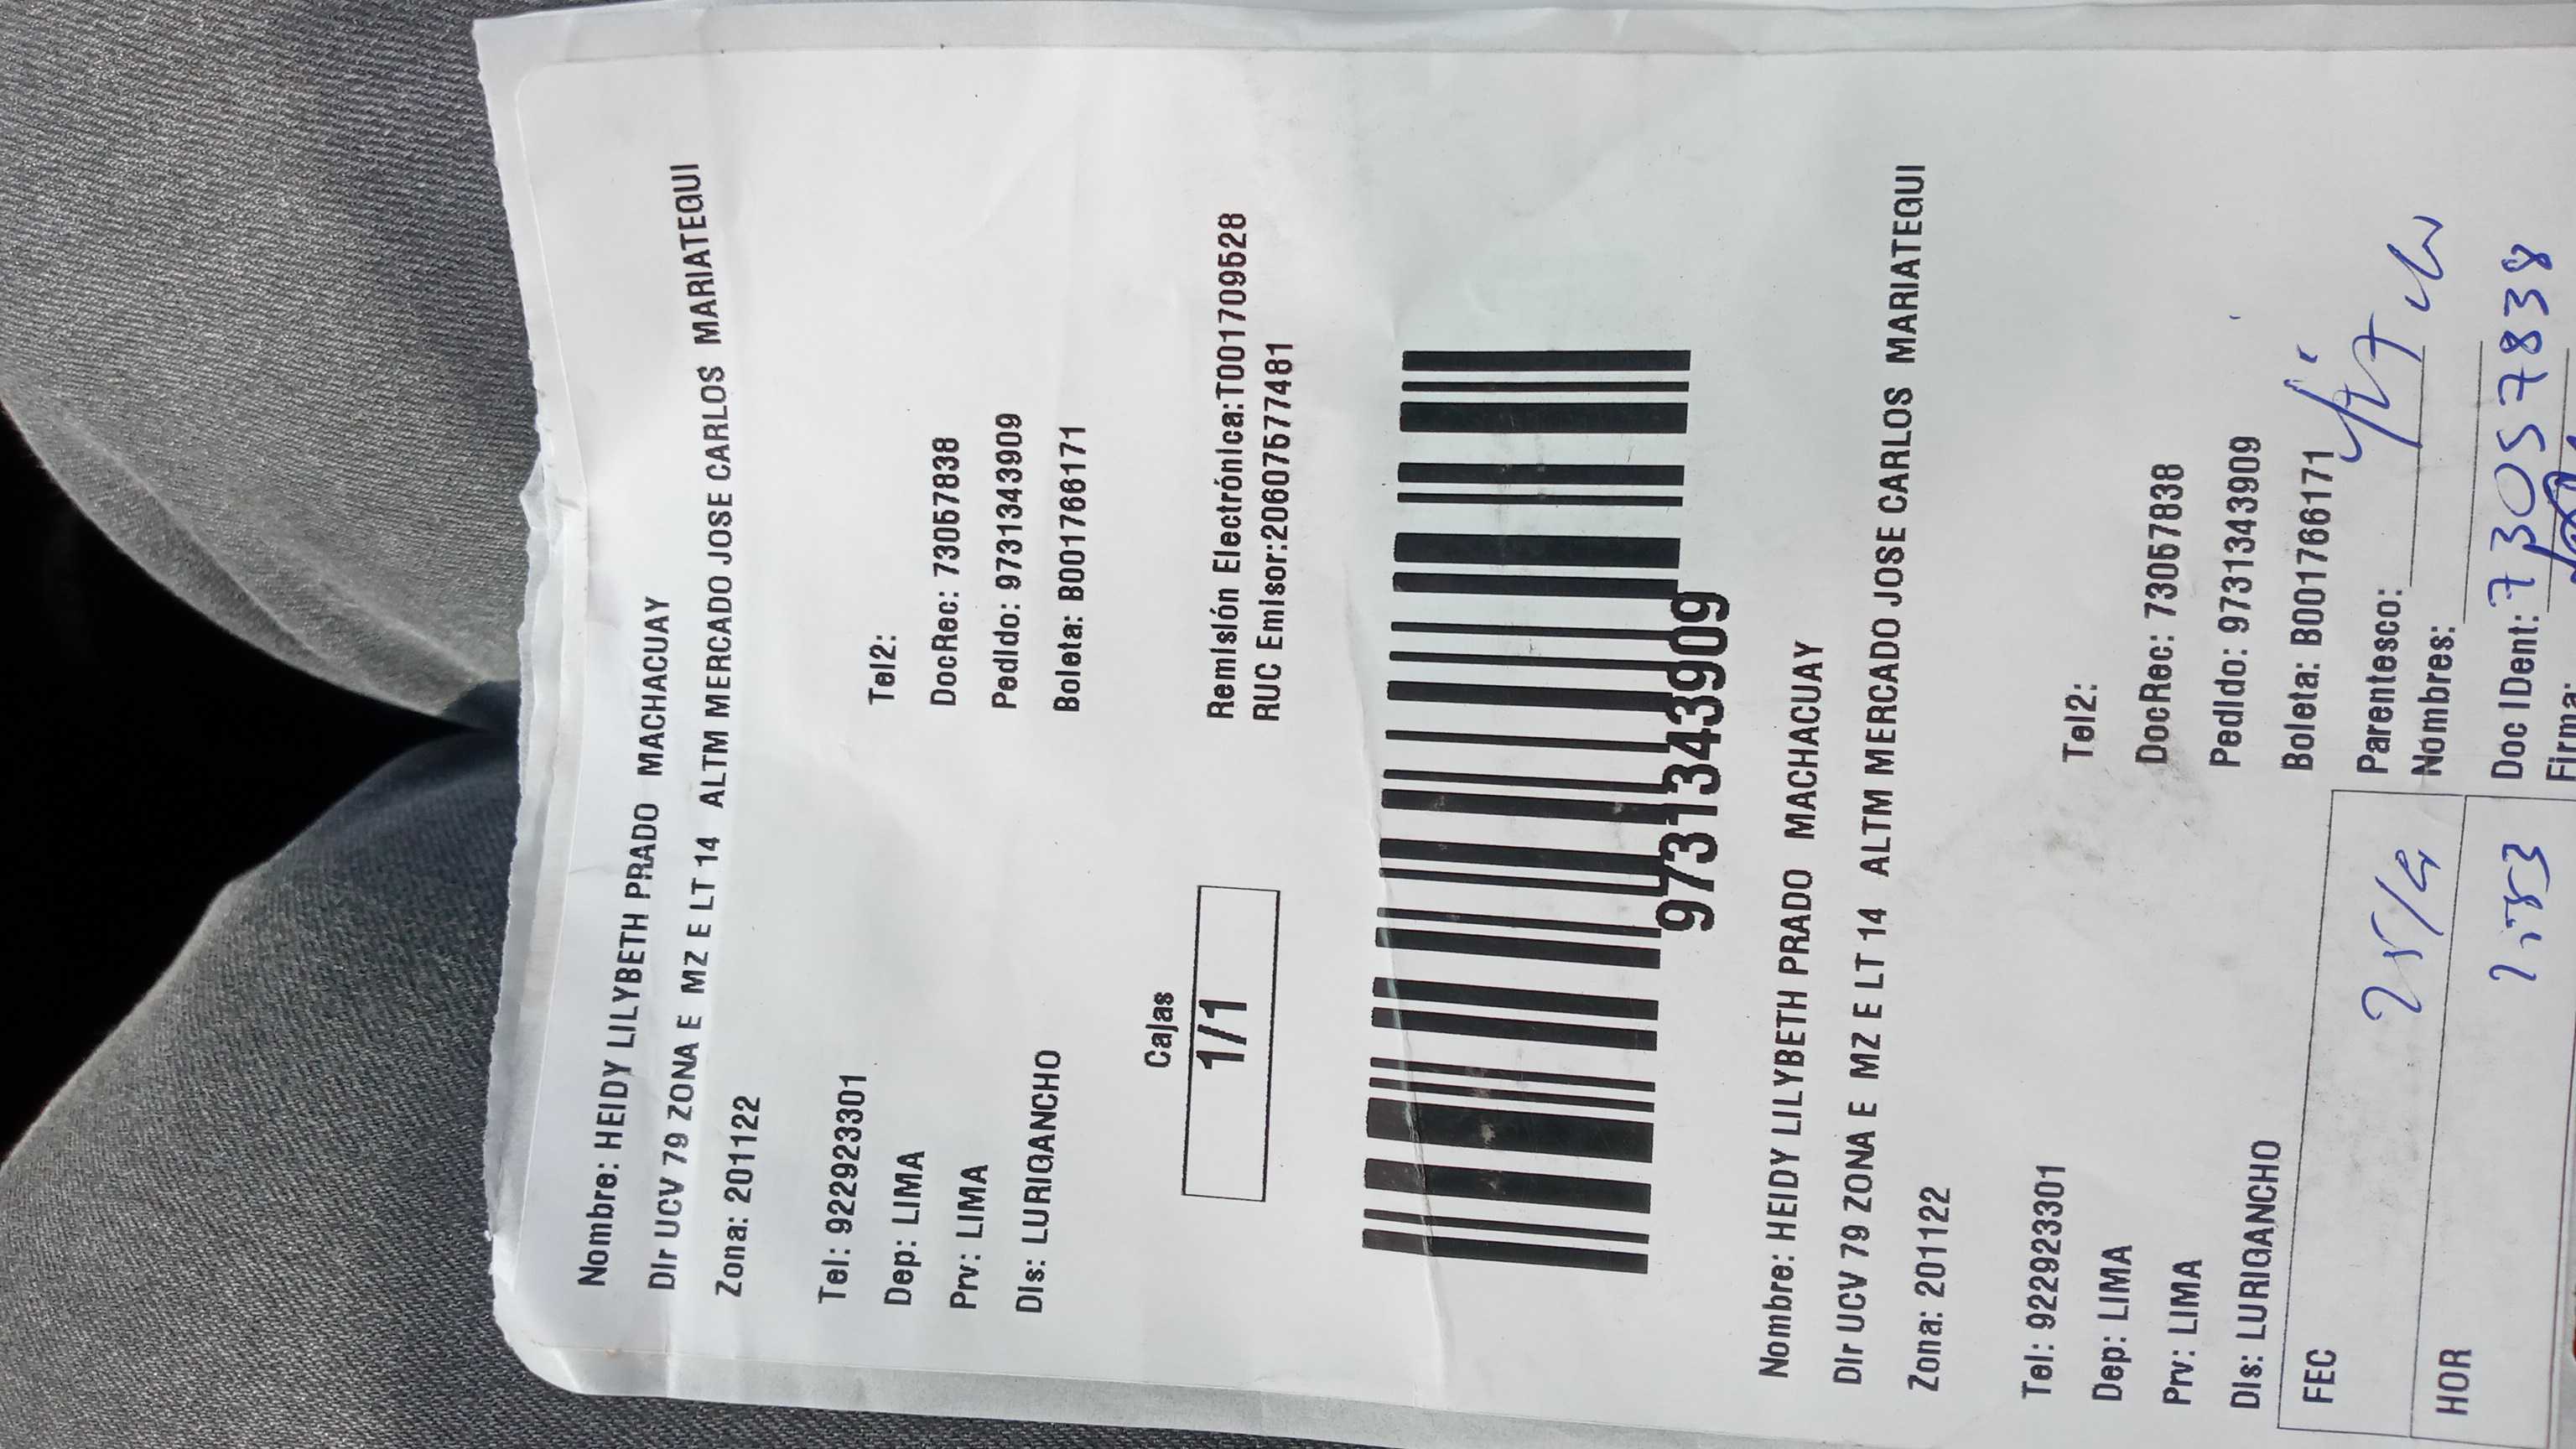 Nombre: HEIDY LILYBETH PRADO MACHACUAY
Dir UCV 79 ZONA E MZ E LT 14 ALTM MERCADO JOSE CARLOS MARIATEGUI
Zona: 201122
Tel: 922923301 Tel2:
Dep: LIMA DocRec: 73057838
Prv: LIMA Pedido: 9731343909
Dis: LURIGANCHO Boleta: B001766171
Cajas
1/1
Remisión Electrónica:T001709528
RUC Emisor:20607577481
9731343909
Nombre: HEIDY LILYBETH PRADO MACHACUAY
Dir UCV 79 ZONA E MZ E LT 14 ALTM MERCADO JOSE CARLOS MARIATEGUI
Zona: 201122
Tel: 922923301 Tel2:
Dep: LIMA DocRec: 73057838
Prv: LIMA Pedido: 9731343909
Dis: LURIGANCHO Boleta: B001766171
FEC 25/4 Parentesco:
Nombres:
HOR Doc IDent: 73057838
Firma: